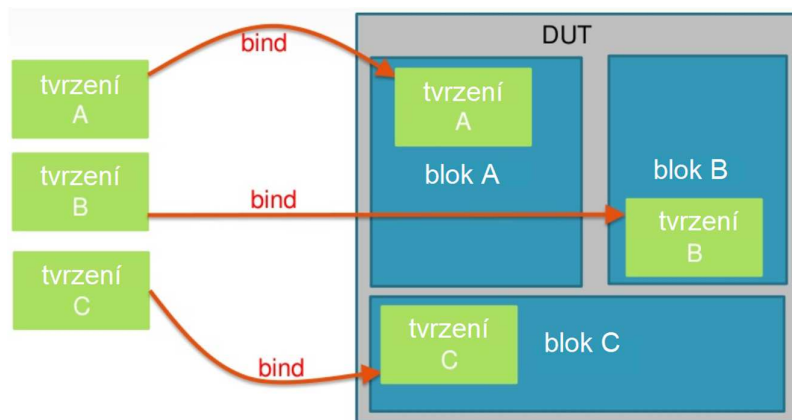 DUT
bind
tvrzení
A
tvrzení
A
blok A
tvrzení
B
bind
blok B
tvrzení
B
tvrzení
C
bind
tvrzení
C
blok C